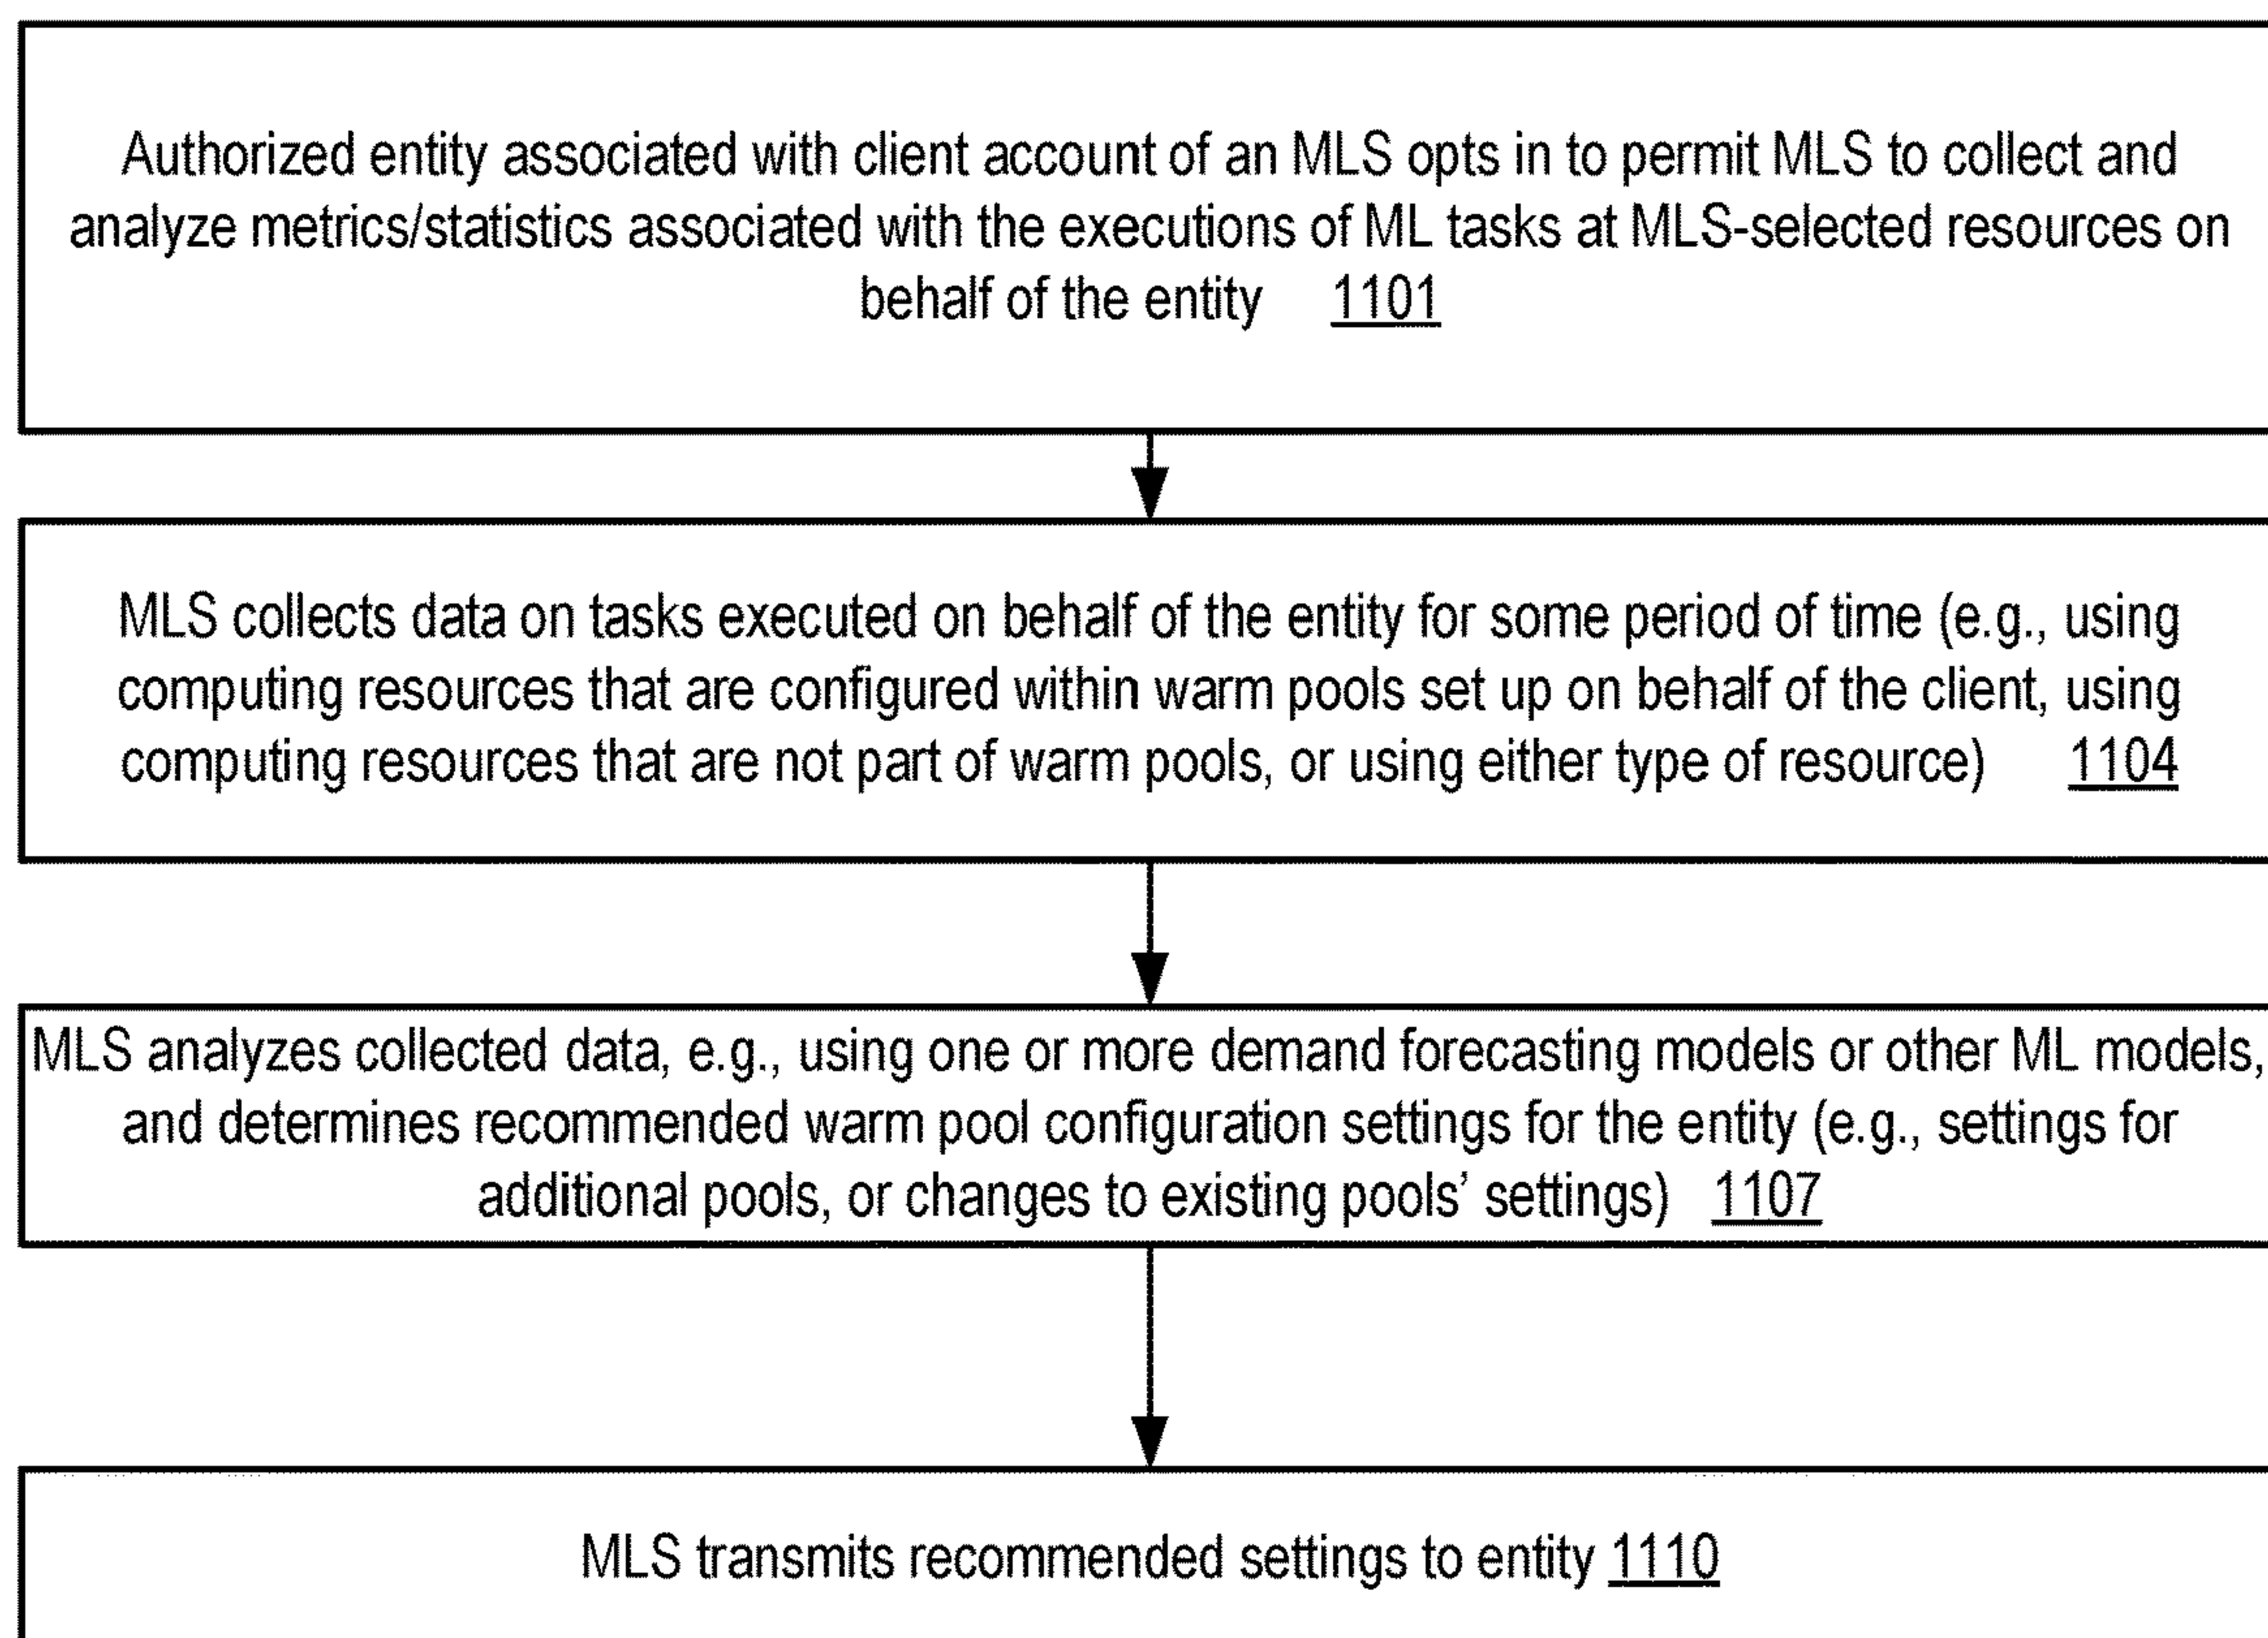 Authorized entity associated with client account of an MLS opts in to permit MLS to collect and
analyze metrics/statistics associated with the executions of ML tasks at MLS-selected resources on
behalf of the entity 1101
MLS collects data on tasks executed on behalf of the entity for some period of time (e.g., using
computing resources that are configured within warm pools set up on behalf of the client, using
computing resources that are not part of warm pools, or using either type of resource) 1104
MLS analyzes collected data, e.g., using one or more demand forecasting models or other ML models,
and determines recommended warm pool configuration settings for the entity (e.g., settings for
additional pools, or changes to existing pools’ settings) 1107
MLS transmits recommended settings to entity 1110